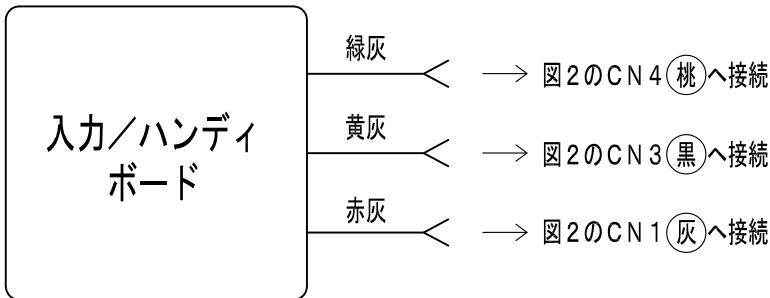 入力／ハンディ
ボード
緑灰
図２のＣＮ４桃へ接続
黄灰
図２のＣＮ３黒へ接続
赤灰
図２のＣＮ１灰へ接続